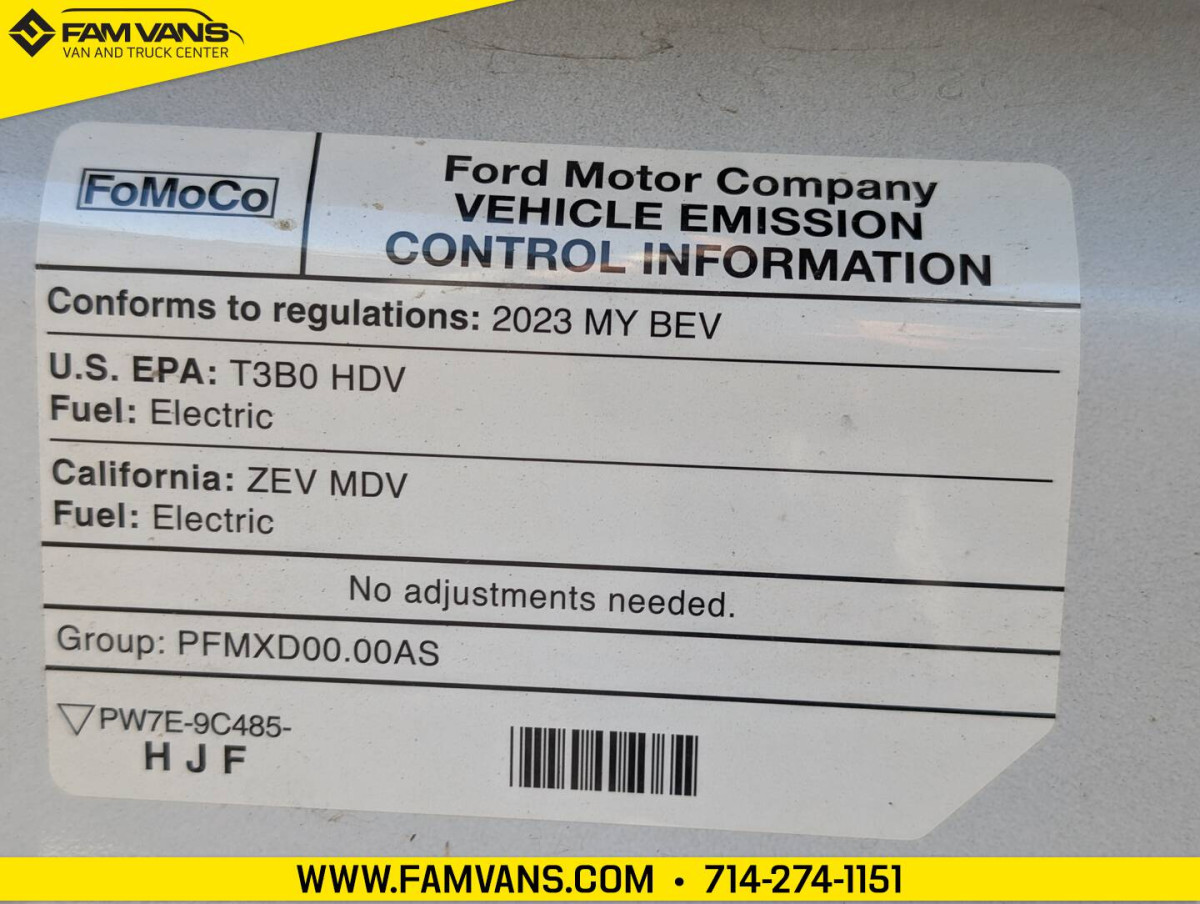 FAM VANS
VAN AND TRUCK CENTER
FoMoCo
Ford Motor Company
VEHICLE EMISSION
CONTROL INFORMATION
Conforms to regulations: 2023 MY BEV
U.S. EPA: T3B0 HDV
Fuel: Electric
California: ZEV MDV
Fuel: Electric
No adjustments needed.
Group: PFMXD00.00AS
PW7E-9C485-
H J F
WWW.FAMVANS.COM • 714-274-1151